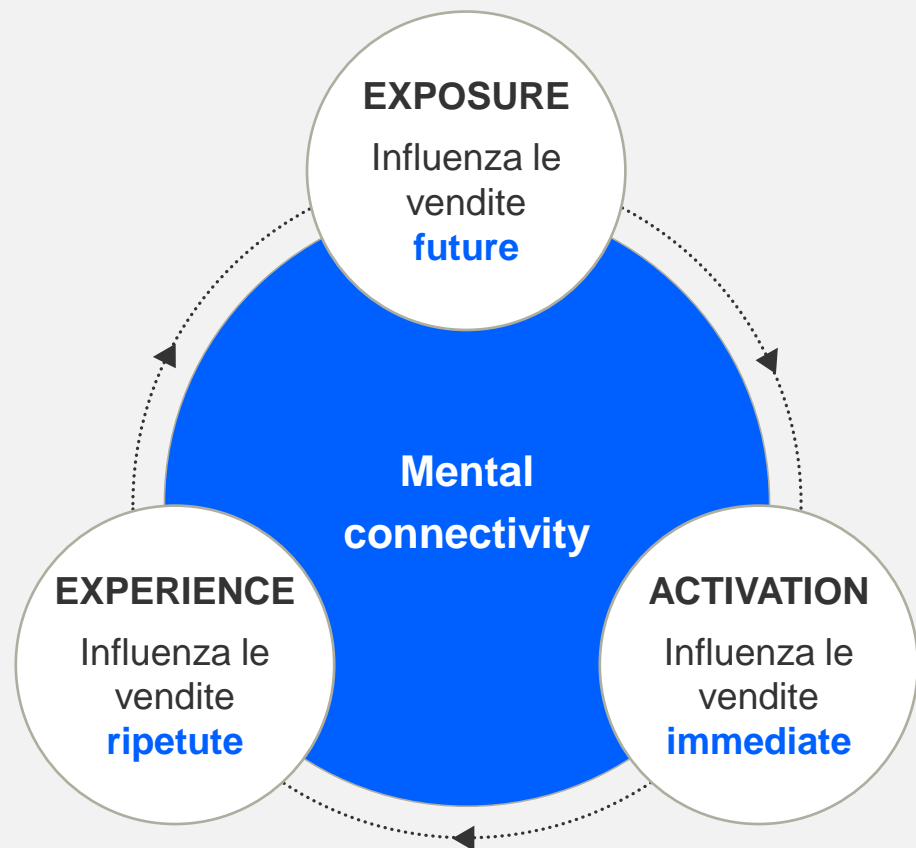 EXPOSURE
Influenza le
vendite
future
Mental
connectivity
EXPERIENCE
Influenza le
vendite
ripetute
ACTIVATION
Influenza le
vendite
immediate